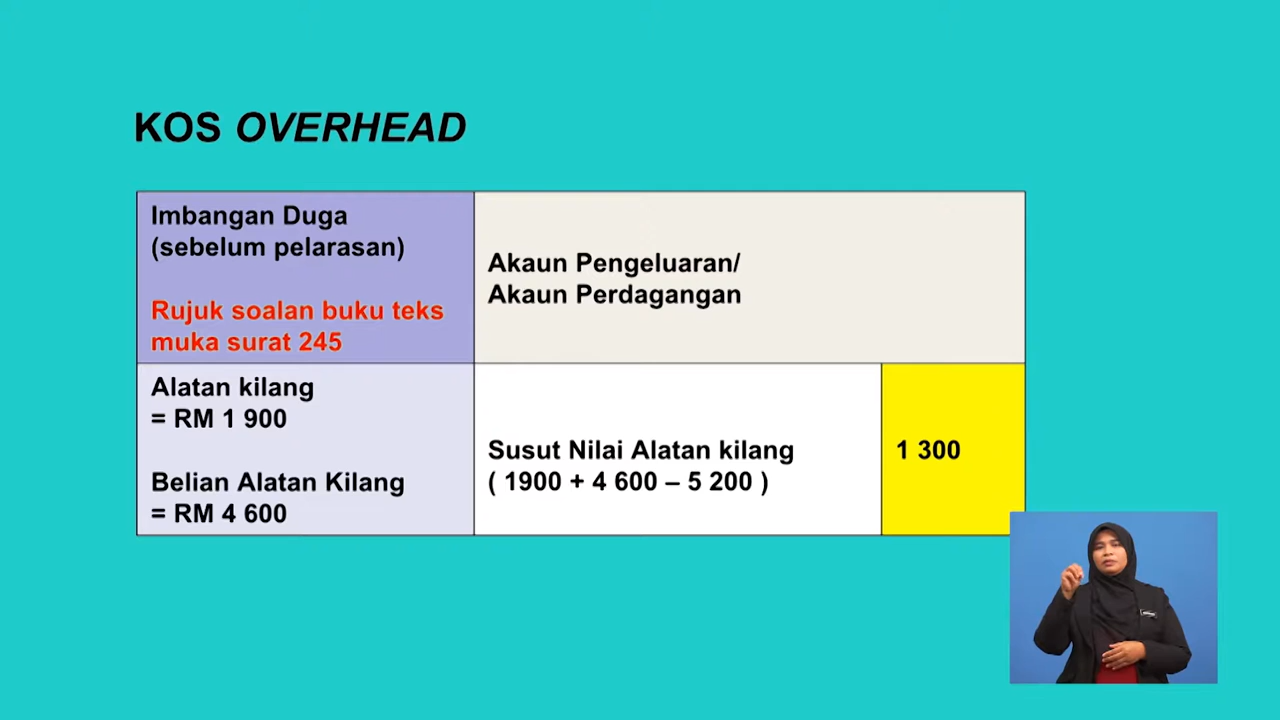 KOS OVERHEAD
Imbangan Duga
(sebelum pelarasan)
Rujuk soalan buku teks
muka surat 245
Akaun Pengeluaran/
Akaun Perdagangan
Alatan kilang
= RM 1 900
Belian Alatan Kilang
= RM 4 600
Susut Nilai Alatan kilang
( 1900 + 4 600 – 5 200 )
1 300